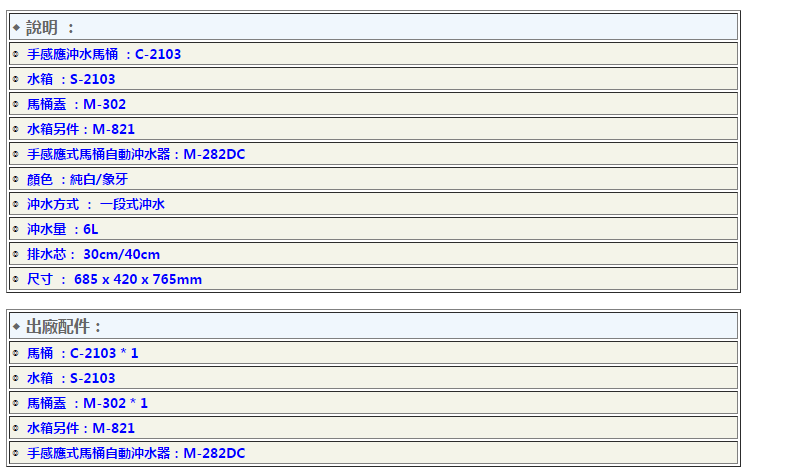 說明 ：
手感應沖水馬桶 ：C-2103
水箱 ：S-2103
馬桶蓋 ：M-302
水箱另件：M-821
手感應式馬桶自動沖水器：M-282DC
顏色 ：純白/象牙
沖水方式 ： 一段式沖水
沖水量 ：6L
排水芯： 30cm/40cm
尺寸 ： 685 x 420 x 765mm
出廠配件：
馬桶 ：C-2103 * 1
水箱 ：S-2103
馬桶蓋 ：M-302 * 1
水箱另件：M-821
手感應式馬桶自動沖水器：M-282DC